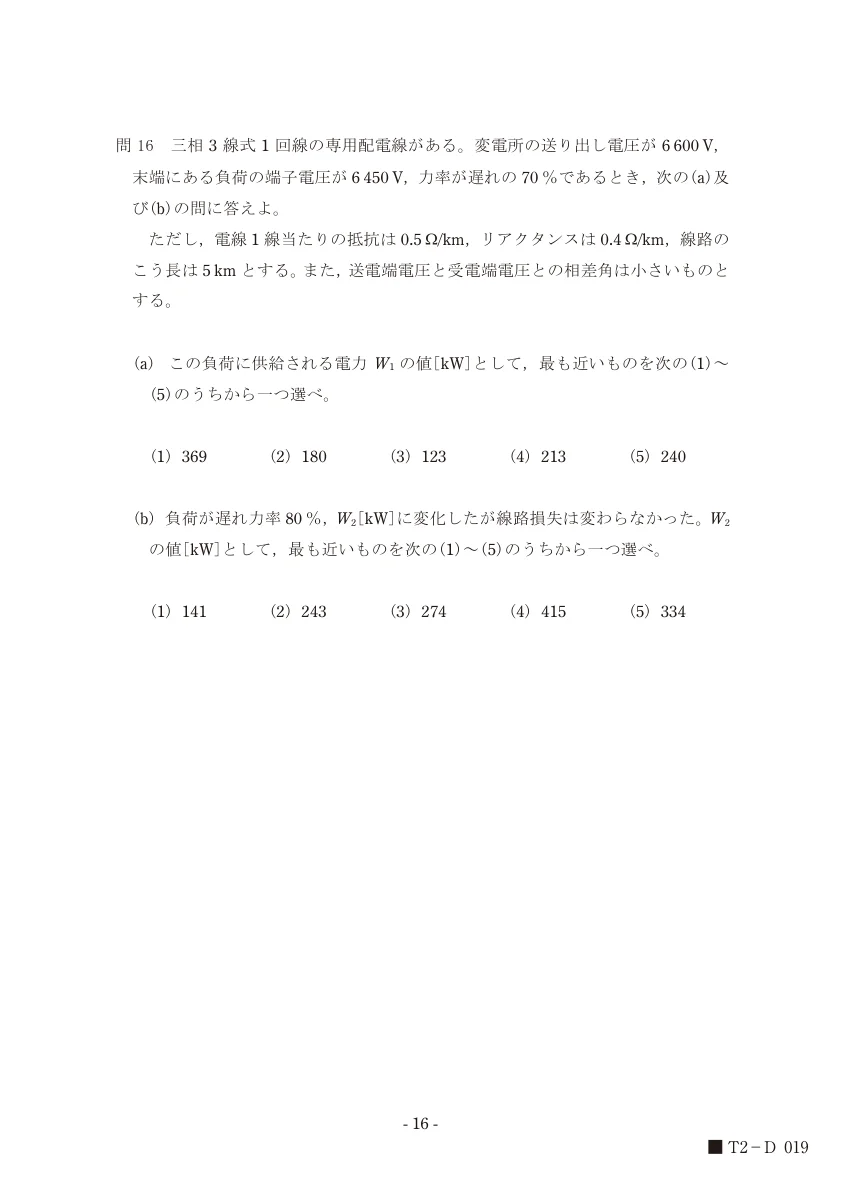 問 16　三相 3 線式 1 回線の専用配電線がある。変電所の送り出し電圧が 6 600 V，
末端にある負荷の端子電圧が 6 450 V，力率が遅れの 70 %であるとき，次の(a)及
び(b)の問に答えよ。
ただし，電線 1 線当たりの抵抗は 0.5 Ω/km，リアクタンスは 0.4 Ω/km，線路の
こう長は 5 km とする。また，送電端電圧と受電端電圧との相差角は小さいものと
する。
(a)　この負荷に供給される電力 W₁ の値[kW]として，最も近いものを次の(1)～
(5)のうちから一つ選べ。
(1) 369　(2) 180　(3) 123　(4) 213　(5) 240
(b) 負荷が遅れ力率 80 %，W₂[kW]に変化したが線路損失は変わらなかった。W₂
の値[kW]として，最も近いものを次の(1)～(5)のうちから一つ選べ。
(1) 141　(2) 243　(3) 274　(4) 415　(5) 334
- 16 -
■ T2－D 019